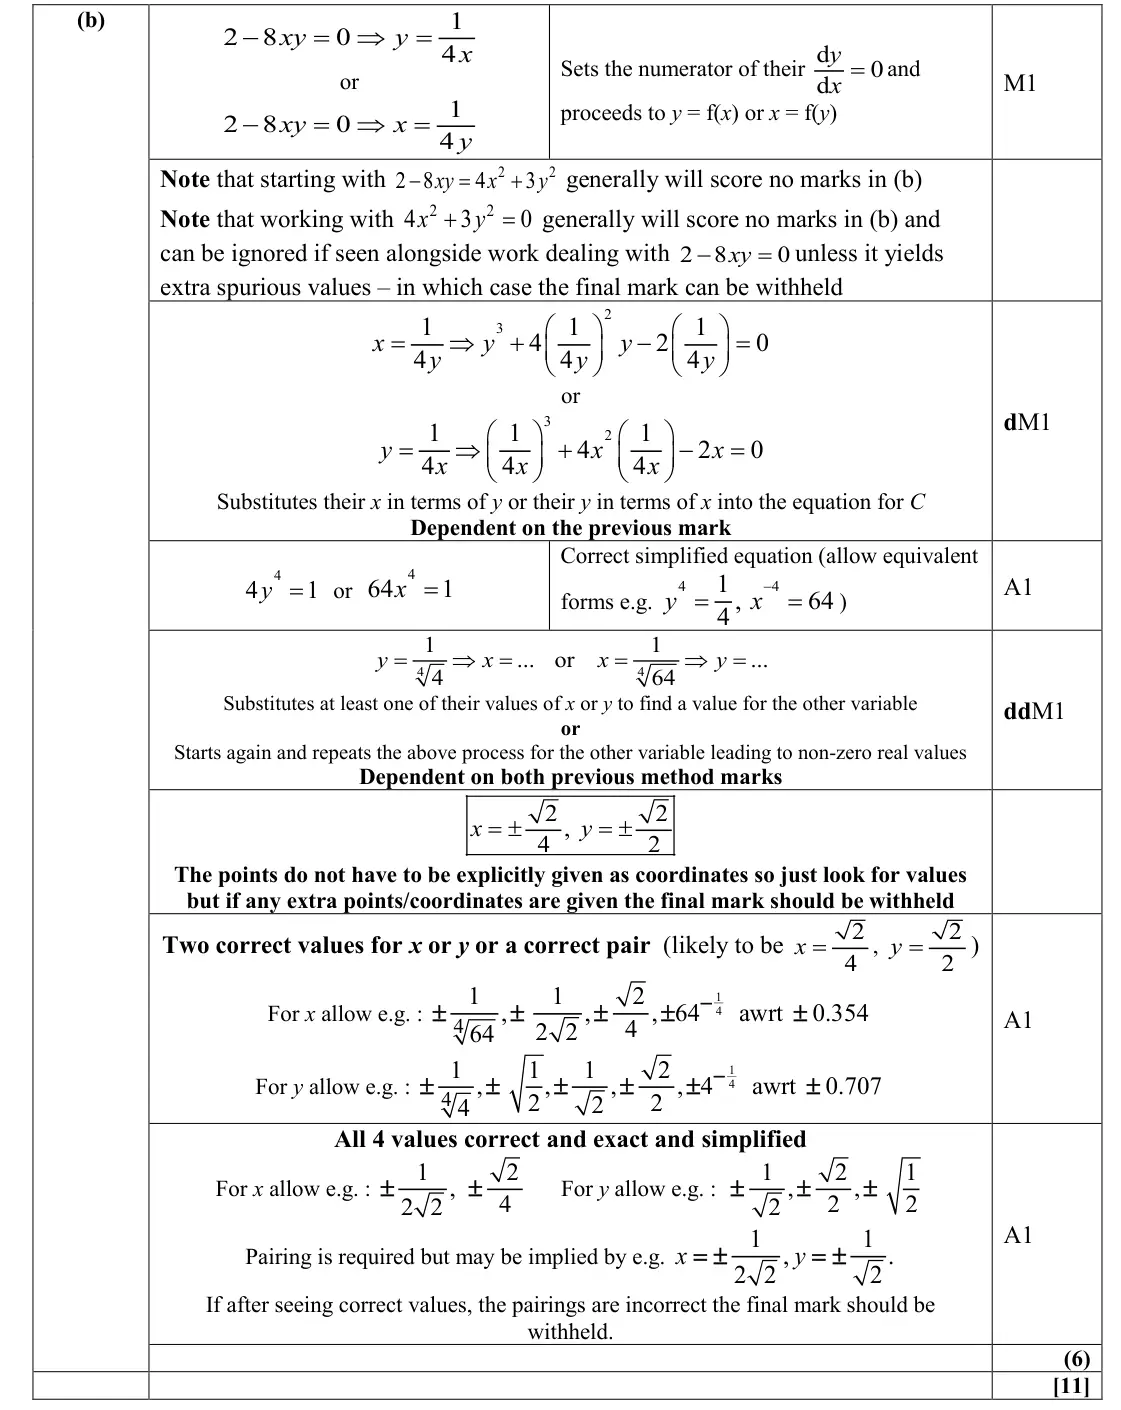 (b)
2 − 8xy = 0 ⇒ y = 1/(4x)
or
2 − 8xy = 0 ⇒ x = 1/(4y)
Sets the numerator of their dy/dx = 0 and
proceeds to y = f(x) or x = f(y)
M1
Note that starting with 2 − 8xy = 4x² + 3y² generally will score no marks in (b)
Note that working with 4x² + 3y² = 0 generally will score no marks in (b) and
can be ignored if seen alongside work dealing with 2 − 8xy = 0 unless it yields
extra spurious values – in which case the final mark can be withheld
x = 1/(4y) ⇒ y³ + 4(1/(4y))² y − 2(1/(4y)) = 0
or
y = 1/(4x) ⇒ (1/(4x))³ + 4x²(1/(4x)) − 2x = 0
Substitutes their x in terms of y or their y in terms of x into the equation for C
Dependent on the previous mark
dM1
4y⁴ = 1 or 64x⁴ = 1
Correct simplified equation (allow equivalent
forms e.g. y⁴ = 1/4, x⁻⁴ = 64 )
A1
y = 1/∜4 ⇒ x = ... or x = 1/∜64 ⇒ y = ...
Substitutes at least one of their values of x or y to find a value for the other variable
or
Starts again and repeats the above process for the other variable leading to non-zero real values
Dependent on both previous method marks
ddM1
x = ± √2/4, y = ± √2/2
The points do not have to be explicitly given as coordinates so just look for values
but if any extra points/coordinates are given the final mark should be withheld
Two correct values for x or y or a correct pair (likely to be x = √2/4, y = √2/2 )
For x allow e.g. : ± 1/∜64, ± 1/(2√2), ± √2/4, ±64^(−1/4) awrt ± 0.354
For y allow e.g. : ± 1/∜4, ± √(1/2), ± 1/√2, ± √2/2, ±4^(−1/4) awrt ± 0.707
A1
All 4 values correct and exact and simplified
For x allow e.g. : ± 1/(2√2), ± √2/4 For y allow e.g. : ± 1/√2, ± √2/2, ± √(1/2)
Pairing is required but may be implied by e.g. x = ± 1/(2√2), y = ± 1/√2.
If after seeing correct values, the pairings are incorrect the final mark should be
withheld.
A1
(6)
[11]